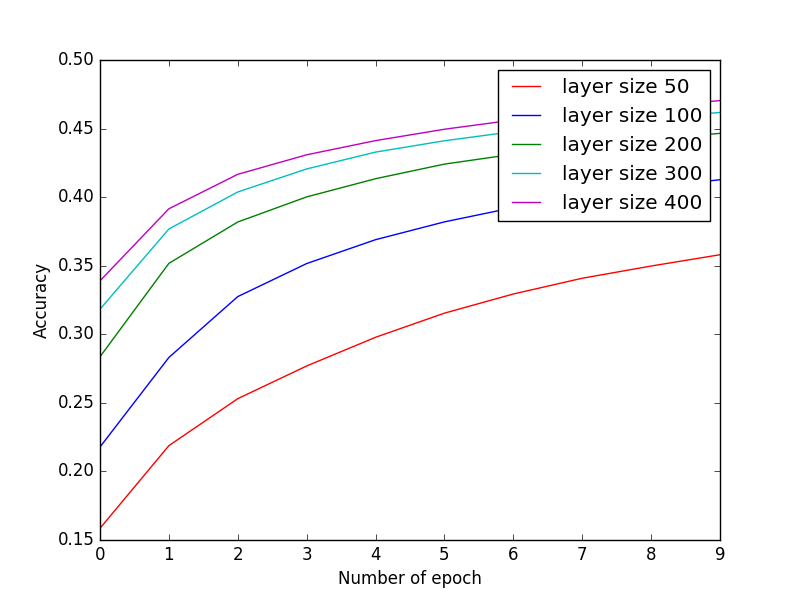 0.50
0.45
0.40
0.35
0.30
0.25
0.20
0.15
Accuracy
layer size 50
layer size 100
layer size 200
layer size 300
layer size 400
0 1 2 3 4 5 6 7 8 9
Number of epoch